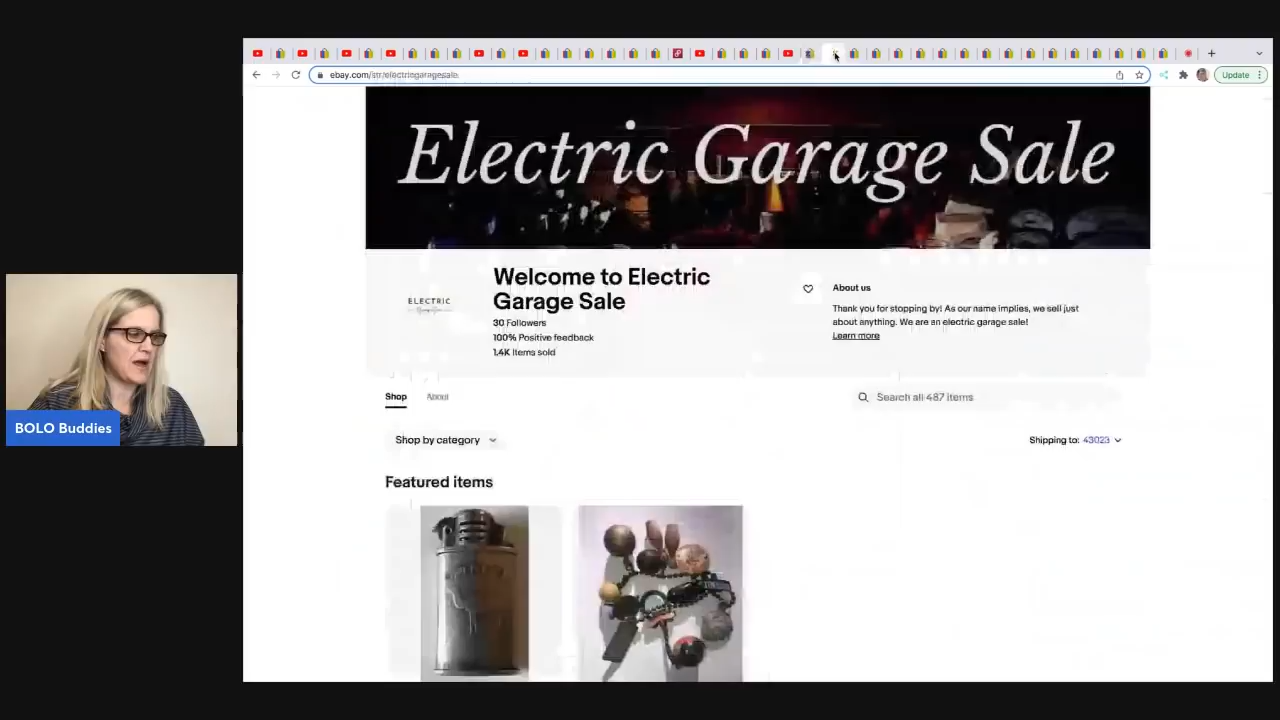 Update
ebay.com/str/electricgaragesale
Electric Garage Sale
ELECTRIC
Welcome to Electric
Garage Sale
30 Followers
100% Positive feedback
1.4K Items sold
About us
Thank you for stopping by! As our name implies, we sell just
about anything. We are an electric garage sale!
Learn more
Shop
About
Search all 487 items
Shop by category
Shipping to: 43023
Featured items
BOLO Buddies